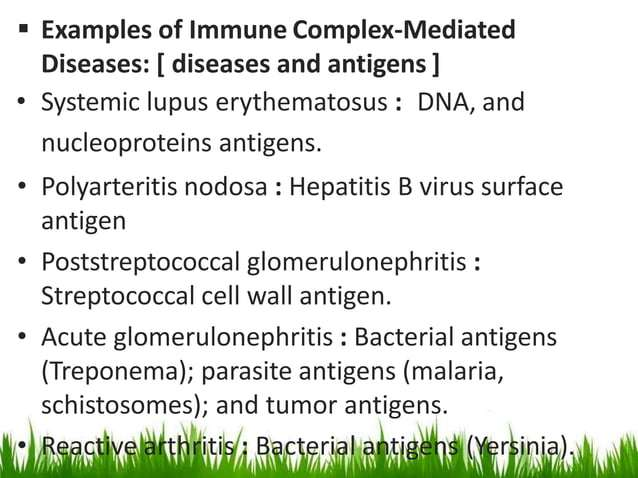 ▪ Examples of Immune Complex-Mediated
Diseases: [ diseases and antigens ]
• Systemic lupus erythematosus : DNA, and
nucleoproteins antigens.
• Polyarteritis nodosa : Hepatitis B virus surface
antigen
• Poststreptococcal glomerulonephritis :
Streptococcal cell wall antigen.
• Acute glomerulonephritis : Bacterial antigens
(Treponema); parasite antigens (malaria,
schistosomes); and tumor antigens.
• Reactive arthritis : Bacterial antigens (Yersinia).